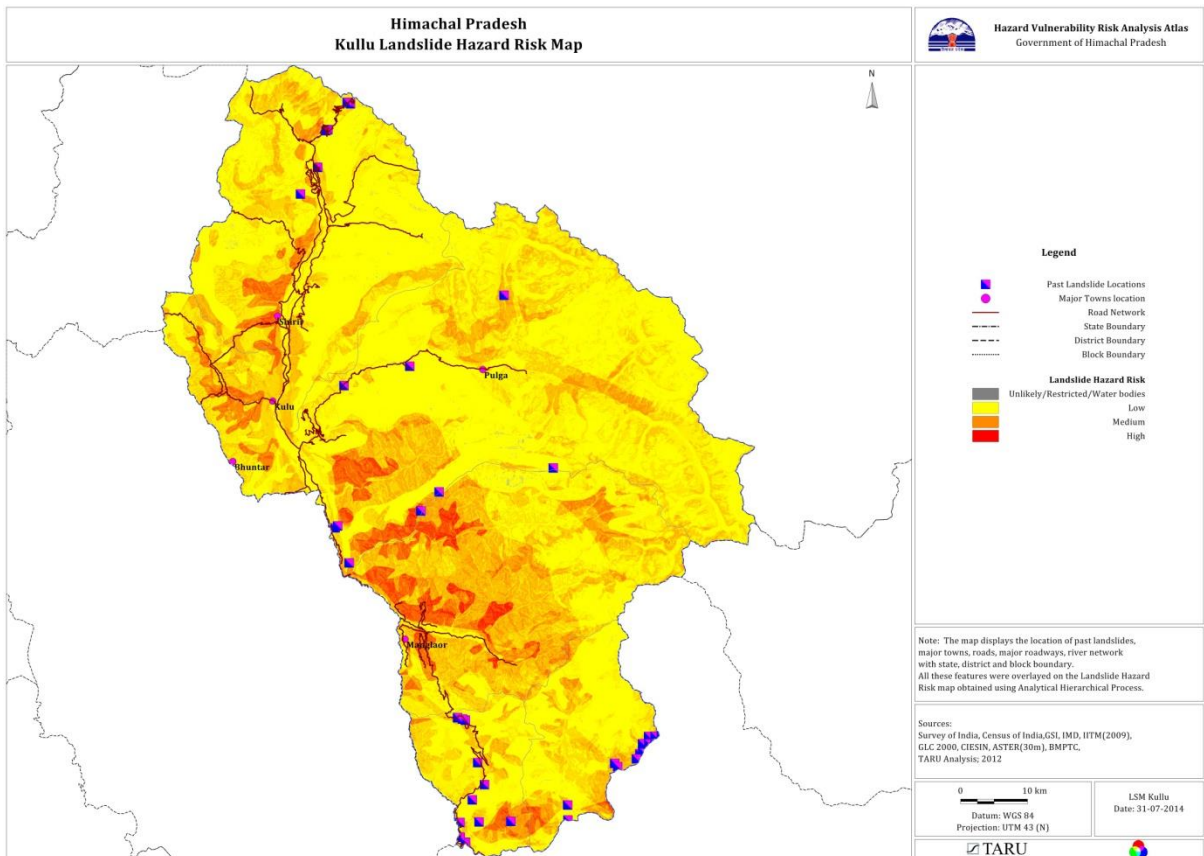 Himachal Pradesh
Kullu Landslide Hazard Risk Map
Hazard Vulnerability Risk Analysis Atlas
Government of Himachal Pradesh
N
Pulga
Kulu
Bhuntar
Legend
Past Landslide Locations
Major Towns location
Road Network
State Boundary
District Boundary
Block Boundary
Landslide Hazard Risk
Unlikely/Restricted/Water bodies
Low
Medium
High
Note: The map displays the location of past landslides,
major towns, roads, major roadways, river network
with state, district and block boundary.
All these features were overlayed on the Landslide Hazard
Risk map obtained using Analytical Hierarchical Process.
Sources:
Survey of India, Census of India,GSI, IMD, IITM(2009),
GLC 2000, CIESIN, ASTER(30m), BMPTC,
TARU Analysis; 2012
0 10 km
Datum: WGS 84
Projection: UTM 43 (N)
LSM Kullu
Date: 31-07-2014
TARU